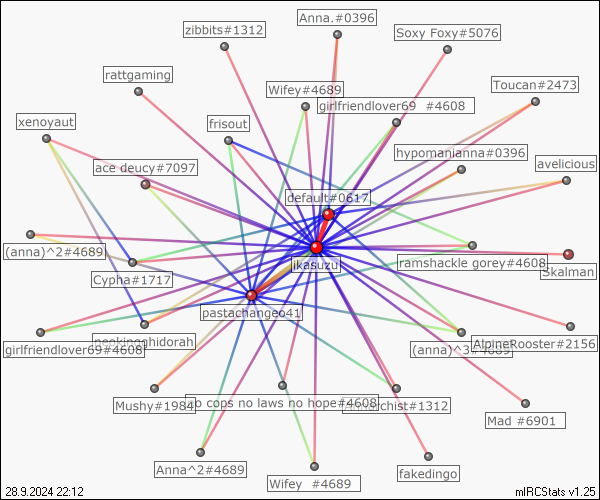 Anna.#0396
zibbits#1312
Soxy Foxy#5076
rattgaming
Toucan#2473
Wifey#4689
girlfriendlover69 #4608
xenoyaut
frisout
hypomanianna#0396
avelicious
ace deucy#7097
default#0617
(anna)^2#4689
ikasuzu
ramshackle gorey#4608
Skalman
Cypha#1717
pastachangeo41
neokingghidorah
girlfriendlover69#4608
(anna)^3#4689
AlpineRooster#2156
Mushy#1984
no cops no laws no hope#4608
#1312
Mad #6901
Anna^2#4689
Wifey #4689
fakedingo
28.9.2024 22:12
mIRCStats v1.25